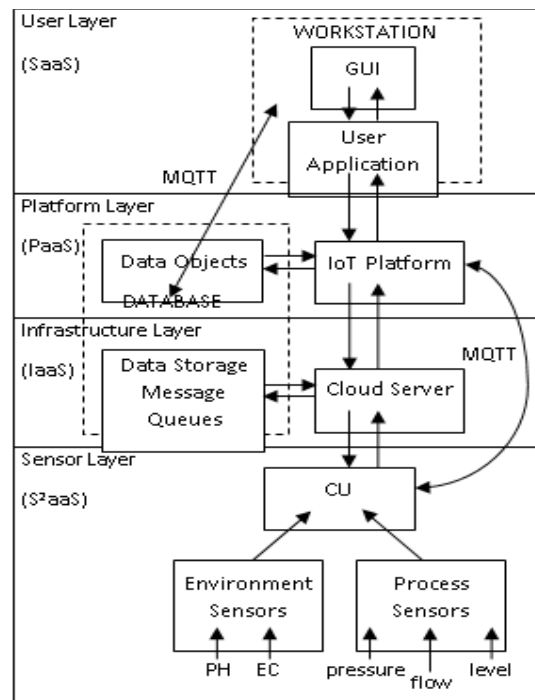 User Layer
(SaaS)
WORKSTATION
GUI
User
Application
MQTT
Platform Layer
(PaaS)
Data Objects
IoT Platform
DATABASE
Infrastructure Layer
(IaaS)
Data Storage
Message
Queues
Cloud Server
MQTT
Sensor Layer
(S²aaS)
CU
Environment
Sensors
Process
Sensors
PH
EC
pressure
flow
level